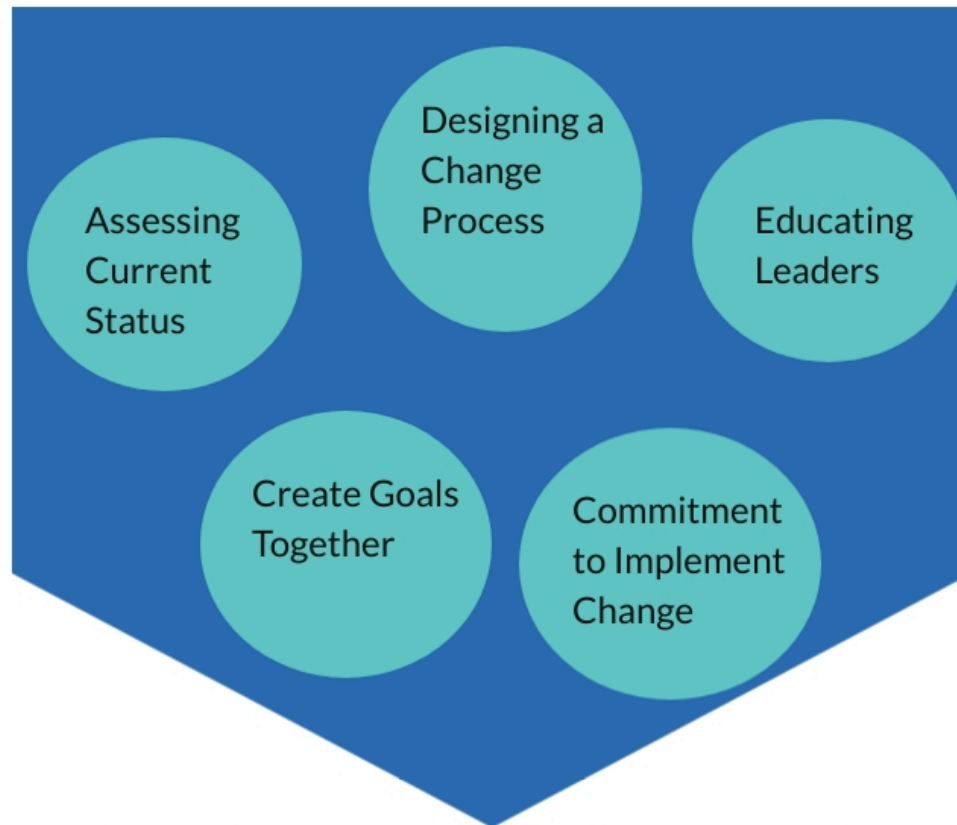 Assessing
Current
Status
Designing a
Change
Process
Educating
Leaders
Create Goals
Together
Commitment
to Implement
Change